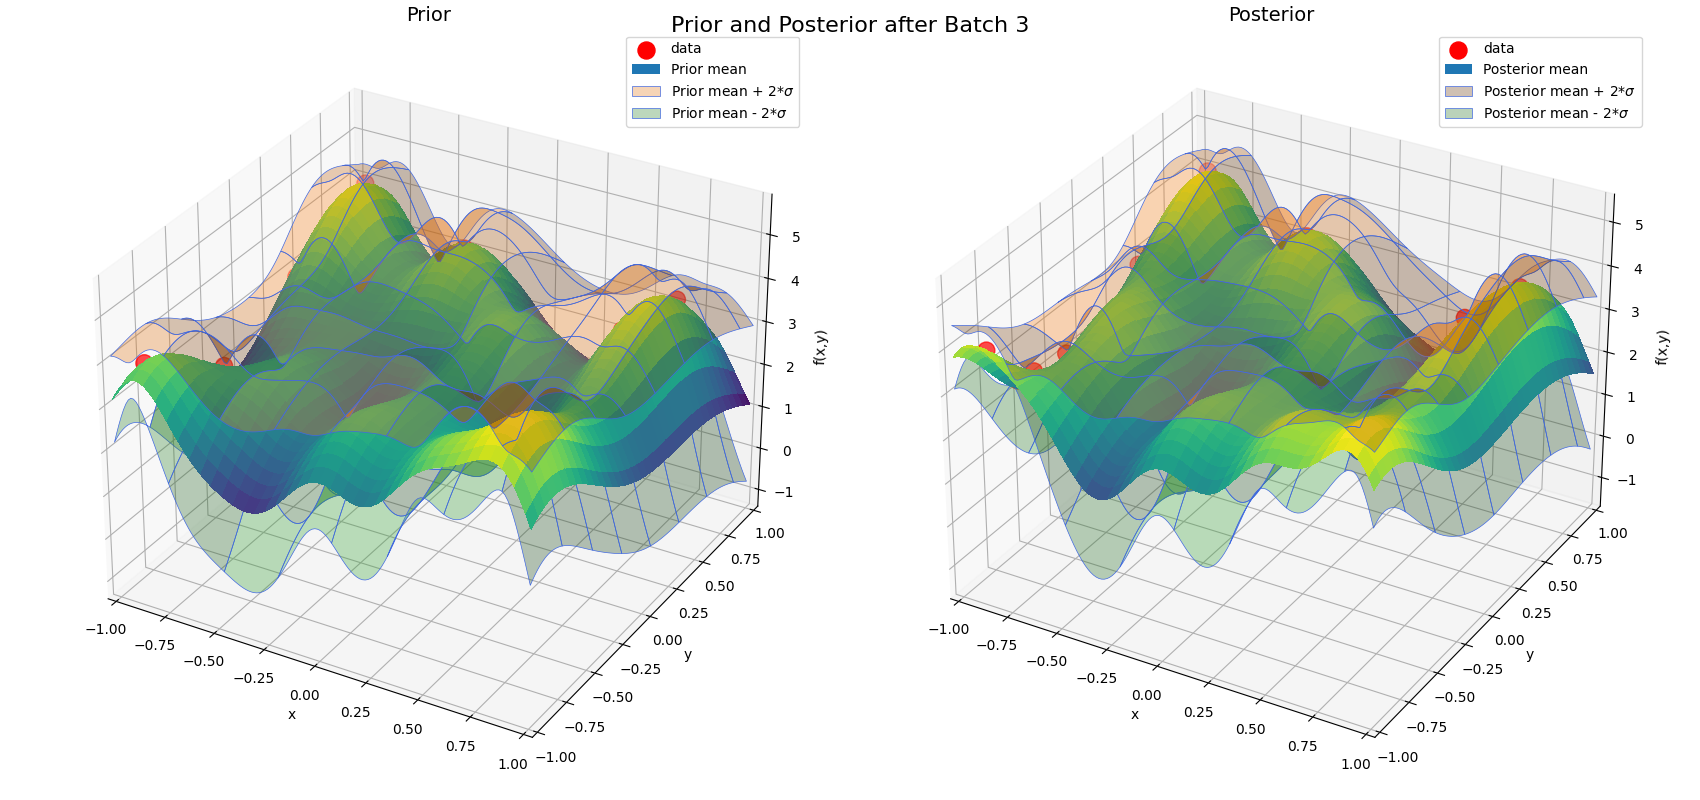 Prior and Posterior after Batch 3
Prior
data
Prior mean
Prior mean + 2*σ
Prior mean - 2*σ
5
4
3
2
1
0
−1
f(x,y)
−1.00
−0.75
−0.50
−0.25
0.00
0.25
0.50
0.75
1.00
x
1.00
0.75
0.50
0.25
0.00
−0.25
−0.50
−0.75
−1.00
y
Posterior
data
Posterior mean
Posterior mean + 2*σ
Posterior mean - 2*σ
5
4
3
2
1
0
−1
f(x,y)
−1.00
−0.75
−0.50
−0.25
0.00
0.25
0.50
0.75
1.00
x
1.00
0.75
0.50
0.25
0.00
−0.25
−0.50
−0.75
−1.00
y